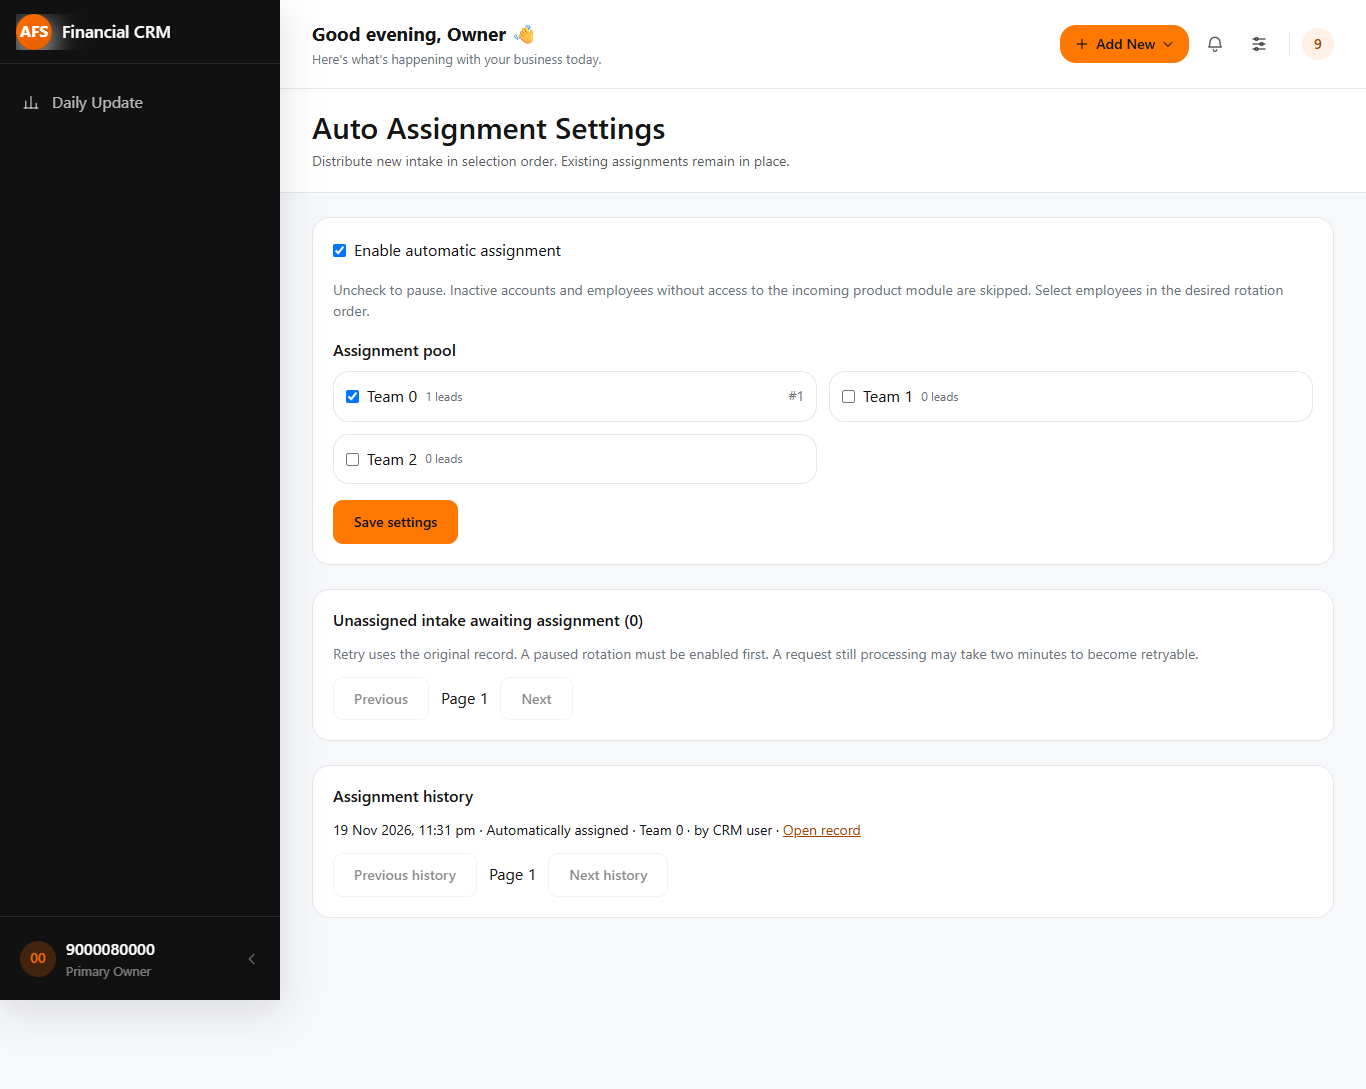 AFS Financial CRM
Daily Update
9000080000
00
Primary Owner
Good evening, Owner 👋
Here's what's happening with your business today.
+ Add New
9
Auto Assignment Settings
Distribute new intake in selection order. Existing assignments remain in place.
Enable automatic assignment
Uncheck to pause. Inactive accounts and employees without access to the incoming product module are skipped. Select employees in the desired rotation
order.
Assignment pool
Team 0 1 leads #1
Team 1 0 leads
Team 2 0 leads
Save settings
Unassigned intake awaiting assignment (0)
Retry uses the original record. A paused rotation must be enabled first. A request still processing may take two minutes to become retryable.
Previous Page 1 Next
Assignment history
19 Nov 2026, 11:31 pm · Automatically assigned · Team 0 · by CRM user · Open record
Previous history Page 1 Next history